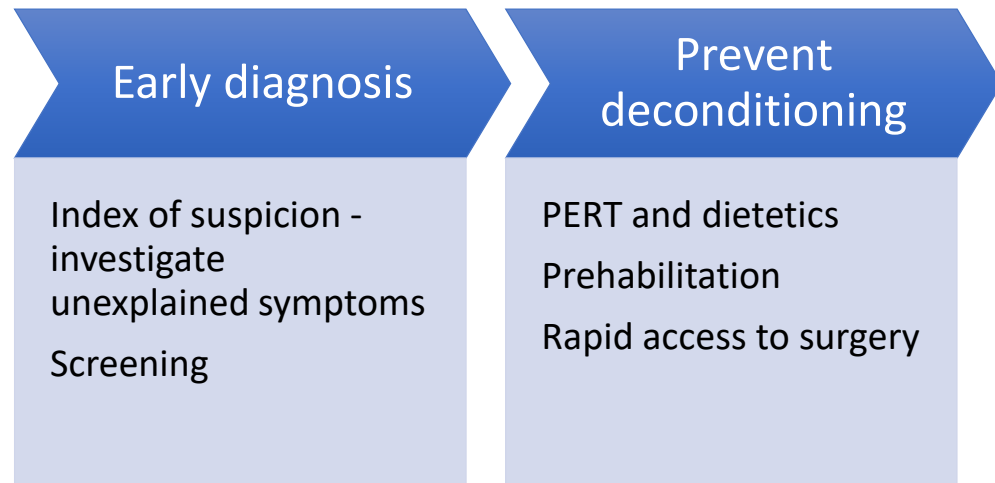 Early diagnosis
Index of suspicion -
investigate
unexplained symptoms
Screening
Prevent
deconditioning
PERT and dietetics
Prehabilitation
Rapid access to surgery